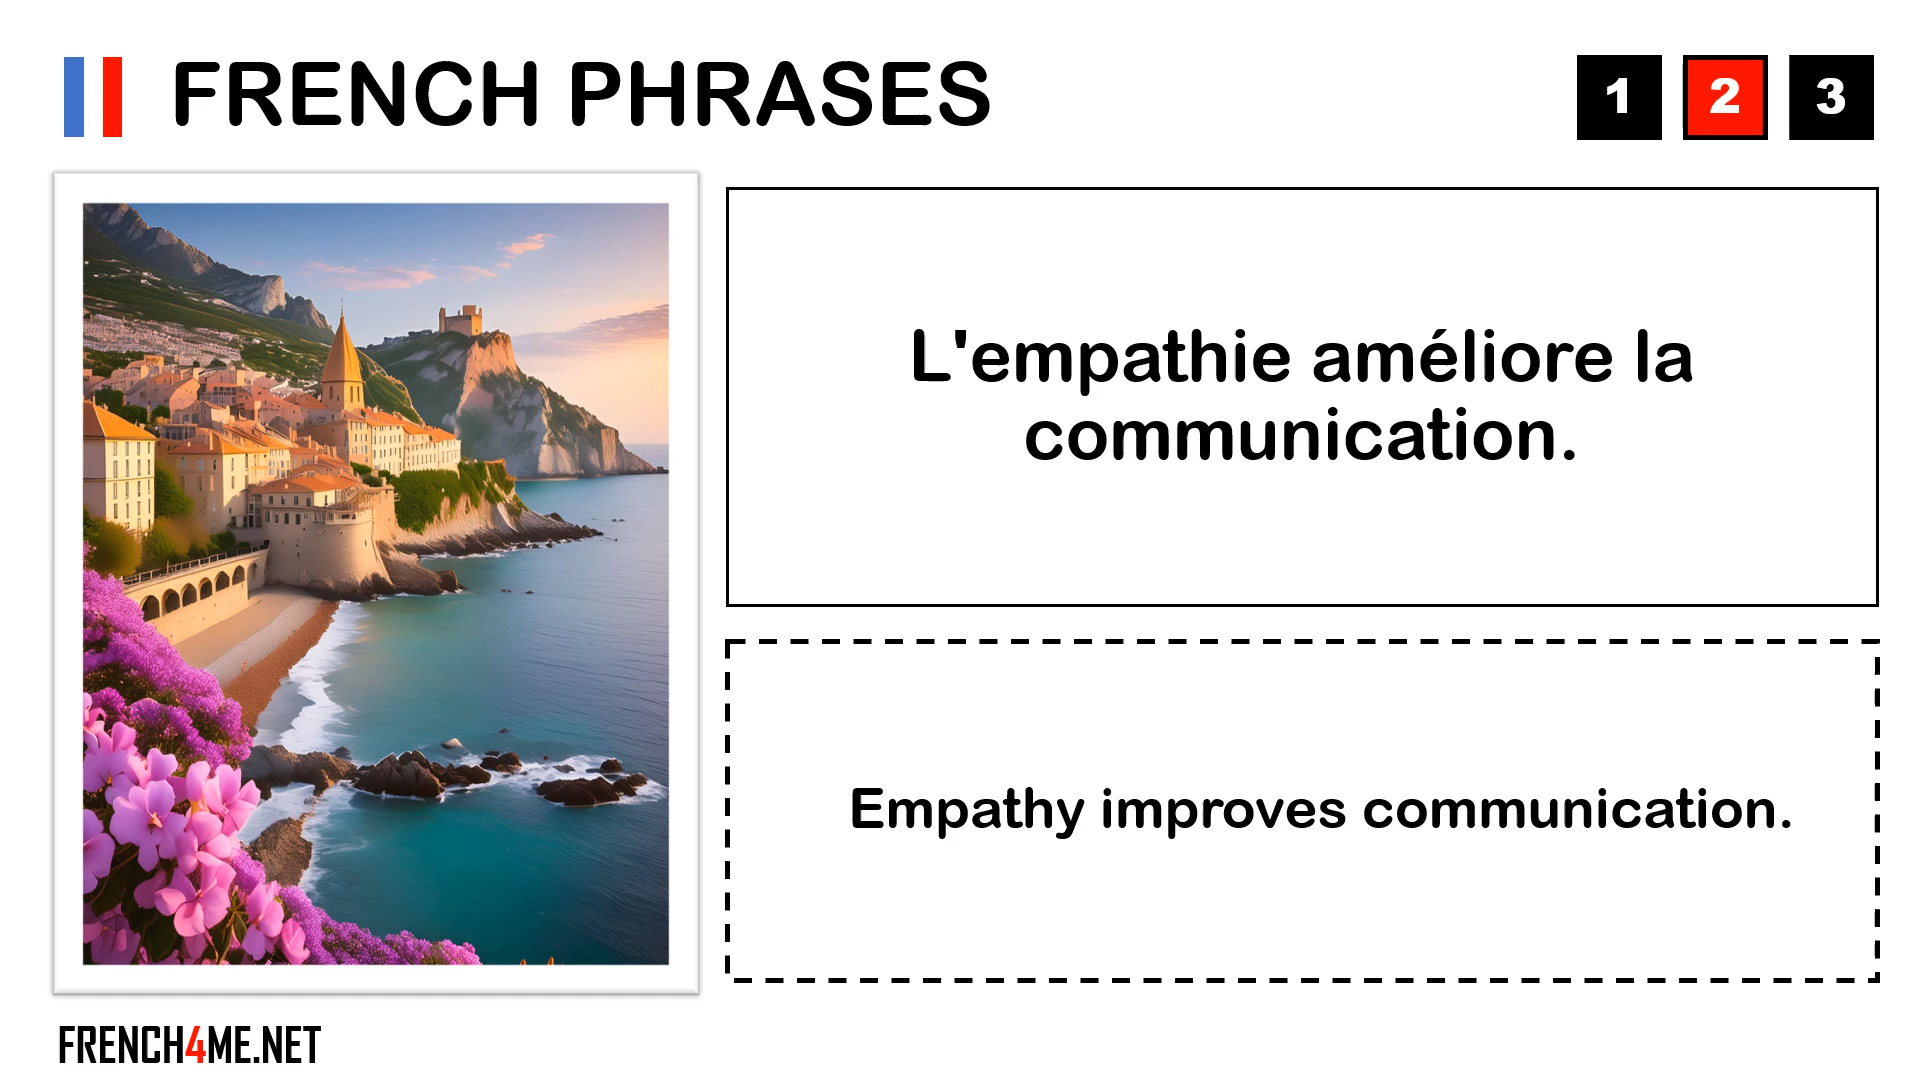 FRENCH PHRASES
1 2 3
L'empathie améliore la
communication.
Empathy improves communication.
FRENCH4ME.NET